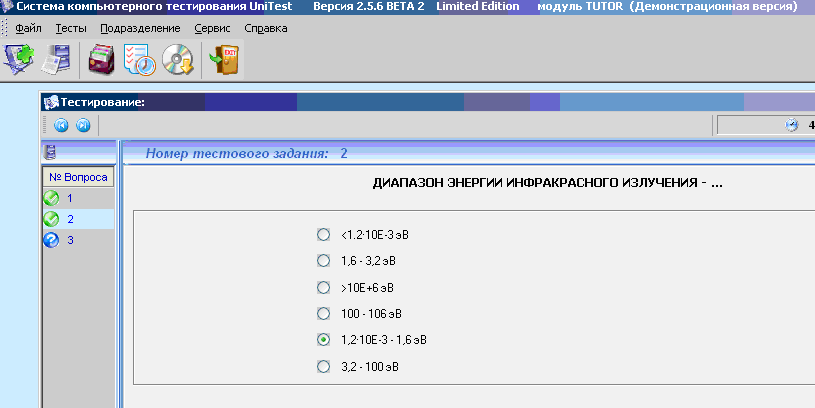 Система компьютерного тестирования UniTest Версия 2.5.6 BETA 2 Limited Edition модуль TUTOR (Демонстрационная версия)
Файл Тесты Подразделение Сервис Справка
Тестирование:
4
Номер тестового задания: 2
№ Вопроса
1
2
3
ДИАПАЗОН ЭНЕРГИИ ИНФРАКРАСНОГО ИЗЛУЧЕНИЯ - ...
<1.2·10E-3 эВ
1,6 - 3,2 эВ
>10E+6 эВ
100 - 106 эВ
1,2·10E-3 - 1,6 эВ
3,2 - 100 эВ